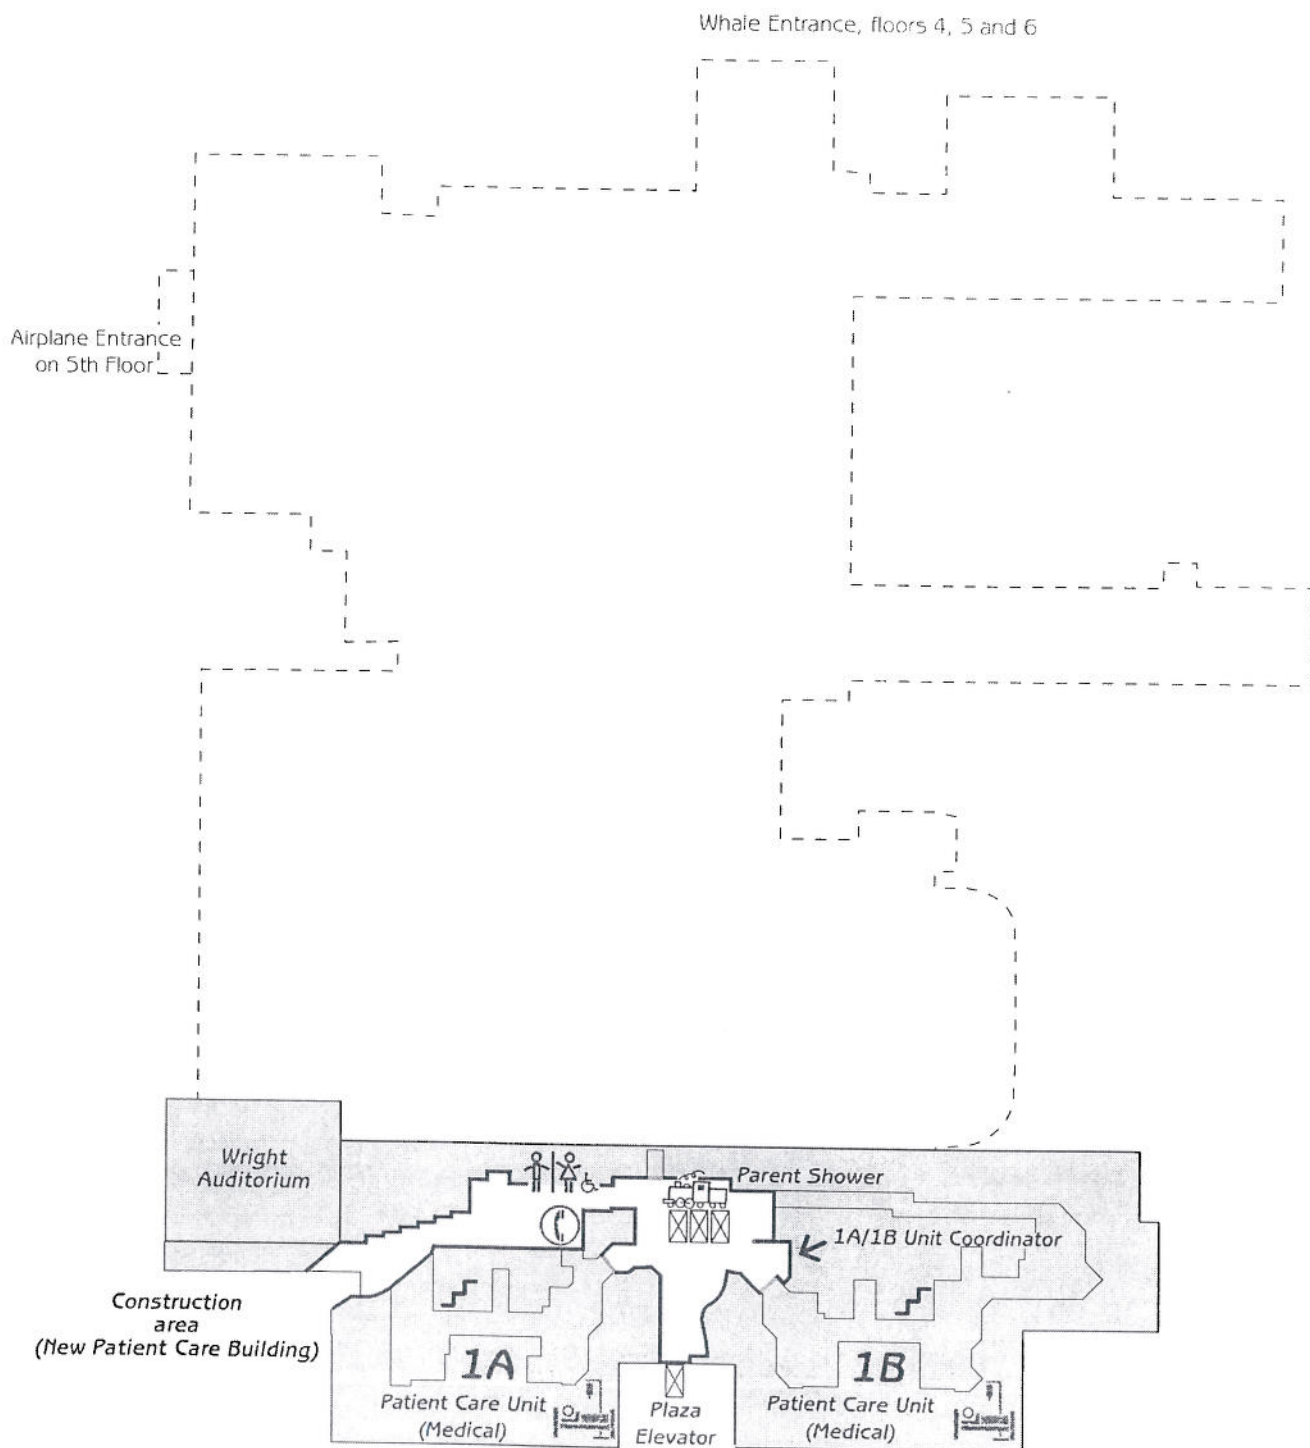 Whale Entrance, floors 4, 5 and 6
Airplane Entrance
on 5th Floor
Wright
Auditorium
Parent Shower
1A/1B Unit Coordinator
Construction
area
(New Patient Care Building)
1A
Patient Care Unit
(Medical)
Plaza
Elevator
1B
Patient Care Unit
(Medical)